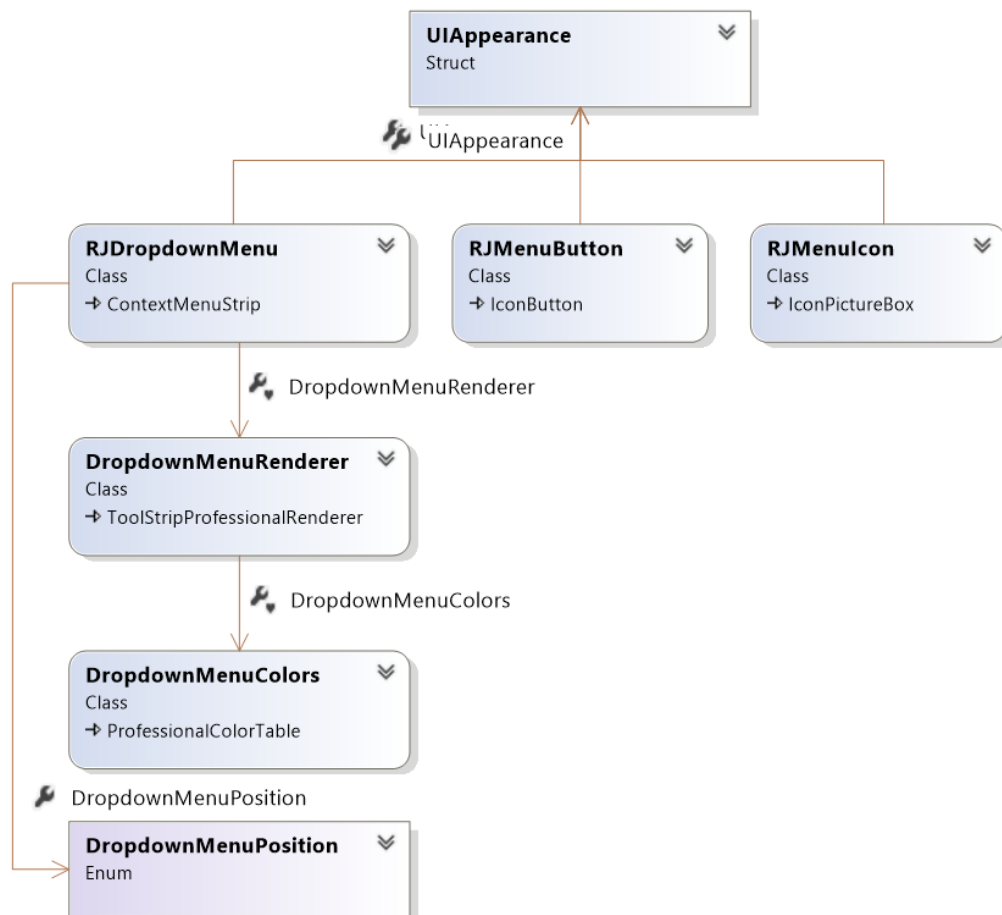 UIAppearance
Struct
UIAppearance
RJDropdownMenu
Class
ContextMenuStrip
RJMenuButton
Class
IconButton
RJMenuIcon
Class
IconPictureBox
DropdownMenuRenderer
DropdownMenuRenderer
Class
ToolStripProfessionalRenderer
DropdownMenuColors
DropdownMenuColors
Class
ProfessionalColorTable
DropdownMenuPosition
DropdownMenuPosition
Enum